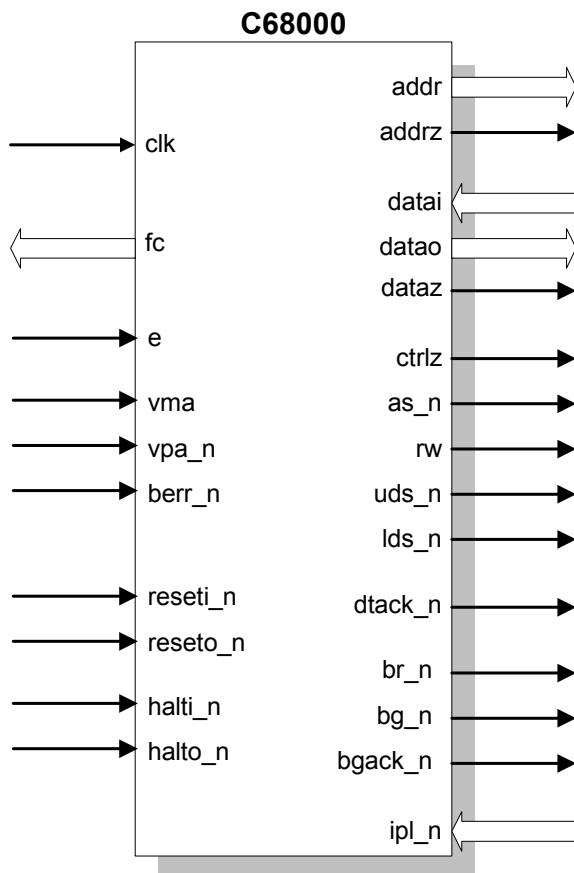 C68000
clk
fc
e
vma
vpa_n
berr_n
reseti_n
reseto_n
halti_n
halto_n
addr
addrz
datai
datao
dataz
ctrlz
as_n
rw
uds_n
lds_n
dtack_n
br_n
bg_n
bgack_n
ipl_n